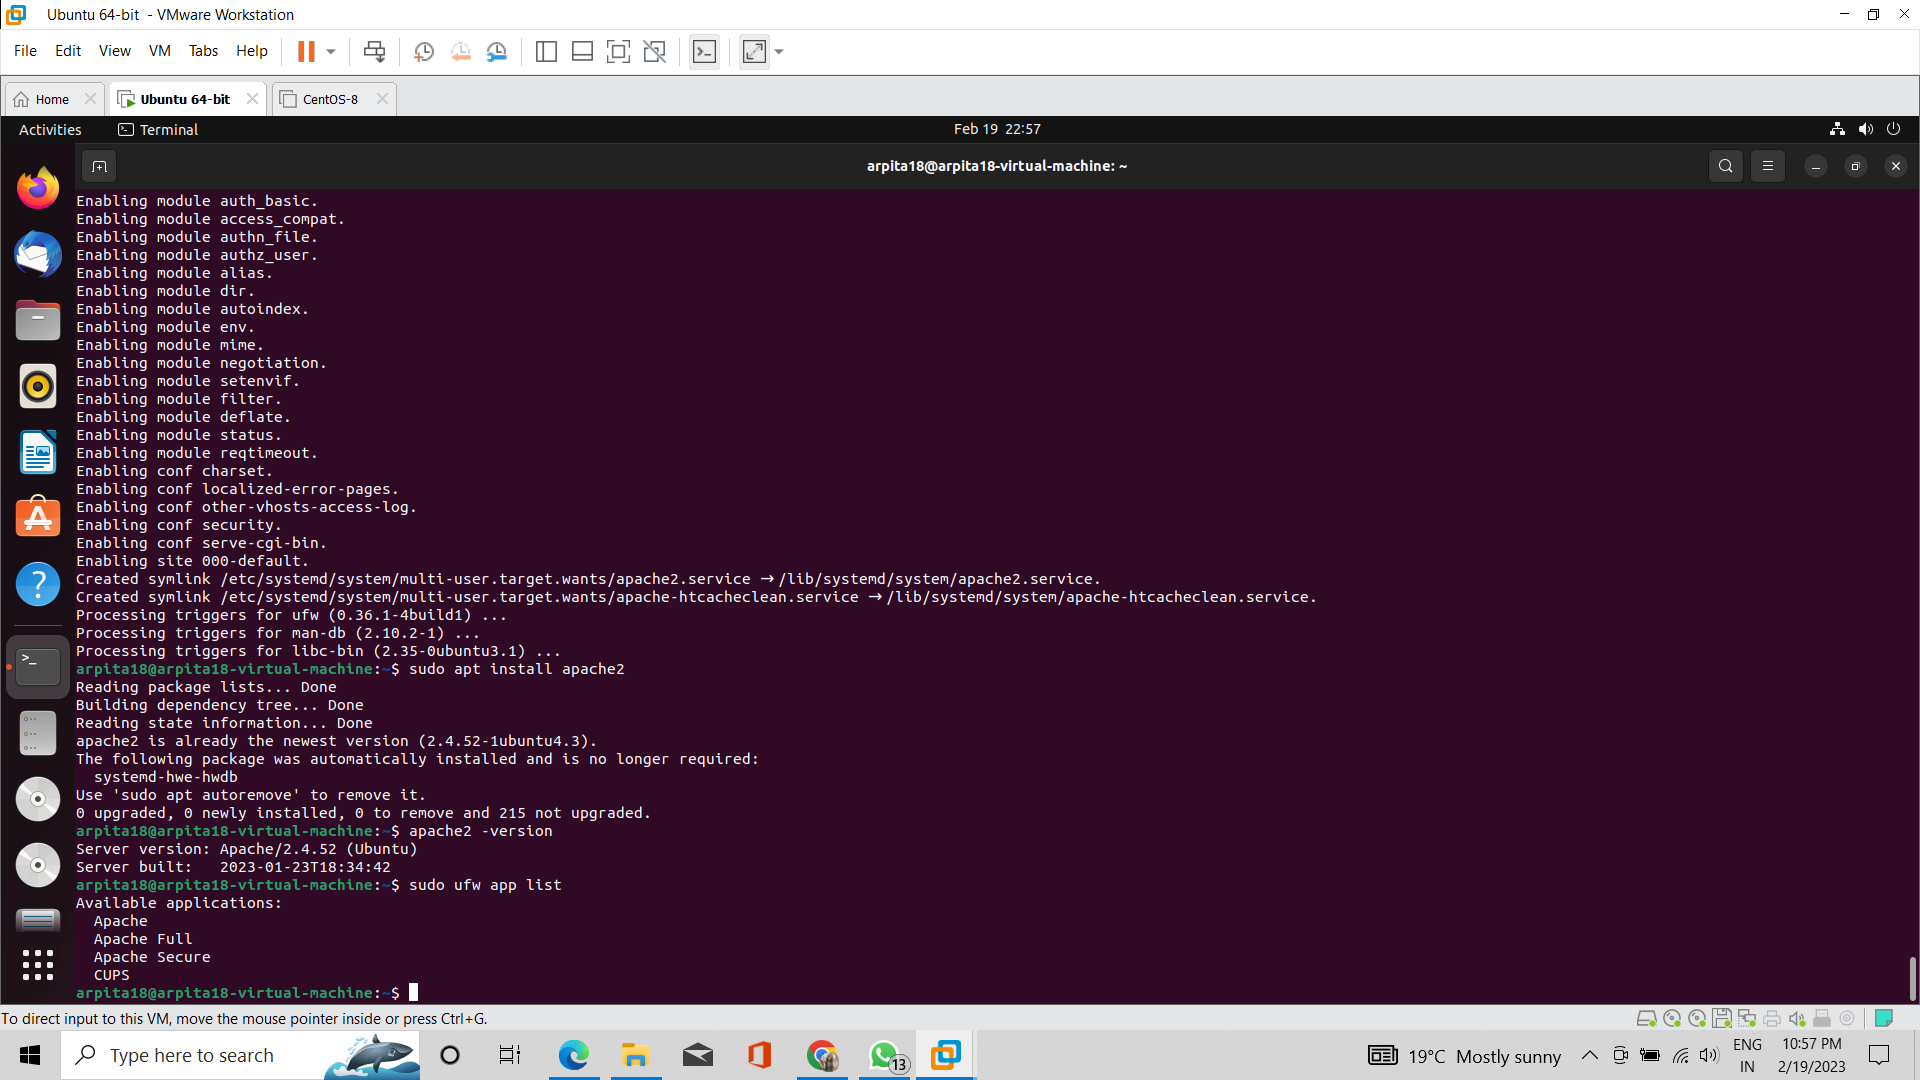 Ubuntu 64-bit - VMware Workstation
File Edit View VM Tabs Help
Home Ubuntu 64-bit CentOS-8
Activities Terminal Feb 19 22:57
arpita18@arpita18-virtual-machine: ~
Enabling module auth_basic.
Enabling module access_compat.
Enabling module authn_file.
Enabling module authz_user.
Enabling module alias.
Enabling module dir.
Enabling module autoindex.
Enabling module env.
Enabling module mime.
Enabling module negotiation.
Enabling module setenvif.
Enabling module filter.
Enabling module deflate.
Enabling module status.
Enabling module reqtimeout.
Enabling conf charset.
Enabling conf localized-error-pages.
Enabling conf other-vhosts-access-log.
Enabling conf security.
Enabling conf serve-cgi-bin.
Enabling site 000-default.
Created symlink /etc/systemd/system/multi-user.target.wants/apache2.service → /lib/systemd/system/apache2.service.
Created symlink /etc/systemd/system/multi-user.target.wants/apache-htcacheclean.service → /lib/systemd/system/apache-htcacheclean.service.
Processing triggers for ufw (0.36.1-4build1) ...
Processing triggers for man-db (2.10.2-1) ...
Processing triggers for libc-bin (2.35-0ubuntu3.1) ...
arpita18@arpita18-virtual-machine:~$ sudo apt install apache2
Reading package lists... Done
Building dependency tree... Done
Reading state information... Done
apache2 is already the newest version (2.4.52-1ubuntu4.3).
The following package was automatically installed and is no longer required:
  systemd-hwe-hwdb
Use 'sudo apt autoremove' to remove it.
0 upgraded, 0 newly installed, 0 to remove and 215 not upgraded.
arpita18@arpita18-virtual-machine:~$ apache2 -version
Server version: Apache/2.4.52 (Ubuntu)
Server built:   2023-01-23T18:34:42
arpita18@arpita18-virtual-machine:~$ sudo ufw app list
Available applications:
  Apache
  Apache Full
  Apache Secure
  CUPS
arpita18@arpita18-virtual-machine:~$
To direct input to this VM, move the mouse pointer inside or press Ctrl+G.
Type here to search
13
19°C Mostly sunny
ENG
IN
10:57 PM
2/19/2023